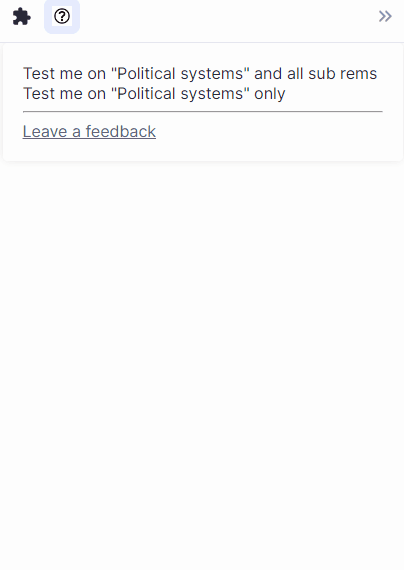 Test me on "Political systems" and all sub rems
Test me on "Political systems" only
Leave a feedback